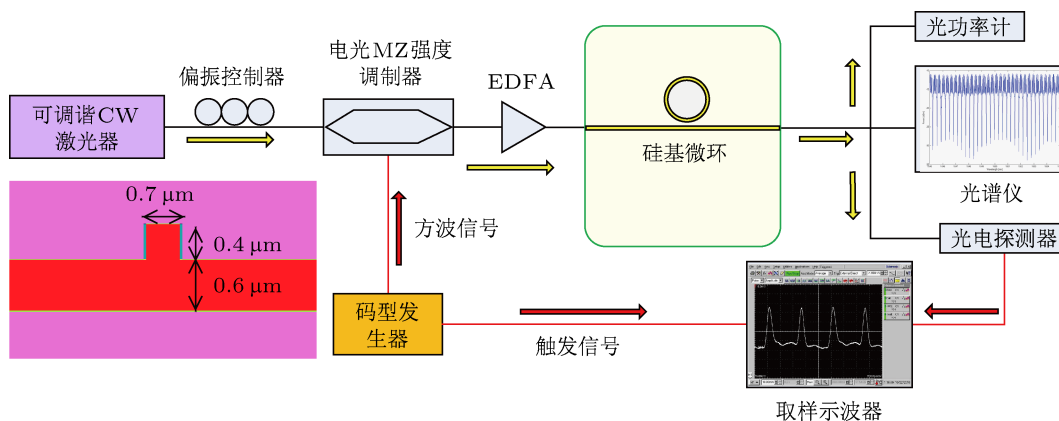 可调谐CW
激光器
偏振控制器
电光MZ强度
调制器
EDFA
硅基微环
光功率计
光谱仪
光电探测器
0.7 μm
0.4 μm
0.6 μm
方波信号
码型发
生器
触发信号
取样示波器